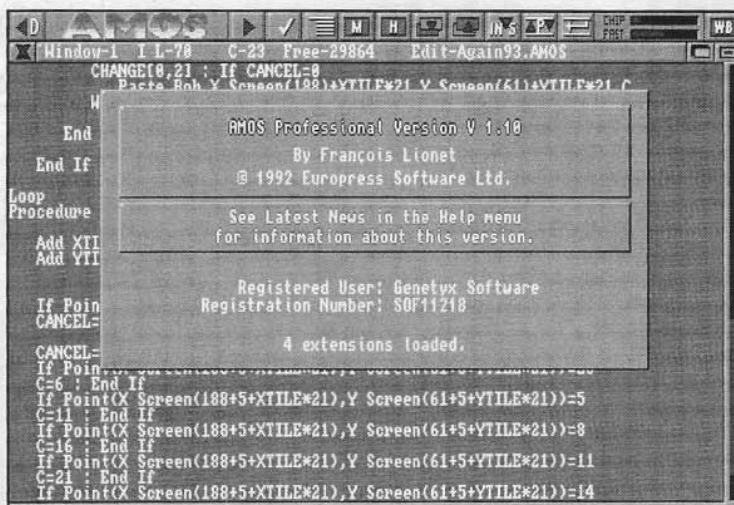 AMOS
M
H
IN'S
AP
CHIP
FAST
WB
Window-1 I L-70 C-23 Free-29864 Edit-Again93.AMOS
CHANGE[0,2] : If CANCEL=0
Paste Bob X Screen(188)+XTILE*21,Y Screen(61)+YTILE*21,C
W
End
End If
Loop
Procedure
Add XTI
Add YTI
If Poin
CANCEL=
CANCEL=
AMOS Professional Version V 1.10
By François Lionet
© 1992 Europress Software Ltd.
See Latest News in the Help menu
for information about this version.
Registered User: Genetyx Software
Registration Number: SOF11218
4 extensions loaded.
C=6 : End If
If Point(X Screen(188+5+XTILE*21),Y Screen(61+5+YTILE*21))=5
C=11 : End If
If Point(X Screen(188+5+XTILE*21),Y Screen(61+5+YTILE*21))=8
C=16 : End If
If Point(X Screen(188+5+XTILE*21),Y Screen(61+5+YTILE*21))=11
C=21 : End If
If Point(X Screen(188+5+XTILE*21),Y Screen(61+5+YTILE*21))=14